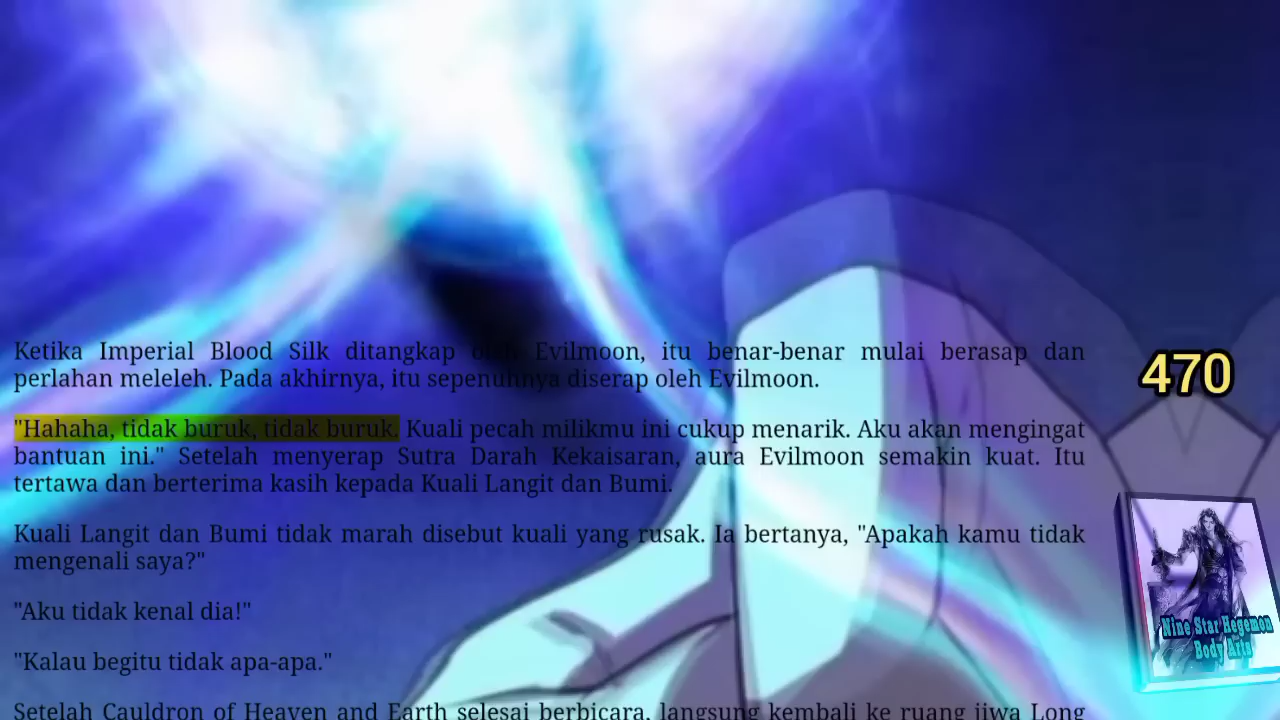 Ketika Imperial Blood Silk ditangkap oleh Evilmoon, itu benar-benar mulai berasap dan
perlahan meleleh. Pada akhirnya, itu sepenuhnya diserap oleh Evilmoon.
"Hahaha, tidak buruk, tidak buruk. Kuali pecah milikmu ini cukup menarik. Aku akan mengingat
bantuan ini." Setelah menyerap Sutra Darah Kekaisaran, aura Evilmoon semakin kuat. Itu
tertawa dan berterima kasih kepada Kuali Langit dan Bumi.
Kuali Langit dan Bumi tidak marah disebut kuali yang rusak. Ia bertanya, "Apakah kamu tidak
mengenali saya?"
"Aku tidak kenal dia!"
"Kalau begitu tidak apa-apa."
Setelah Cauldron of Heaven and Earth selesai berbicara, langsung kembali ke ruang jiwa Long
470
Nine Star Hegemon
Body Arts